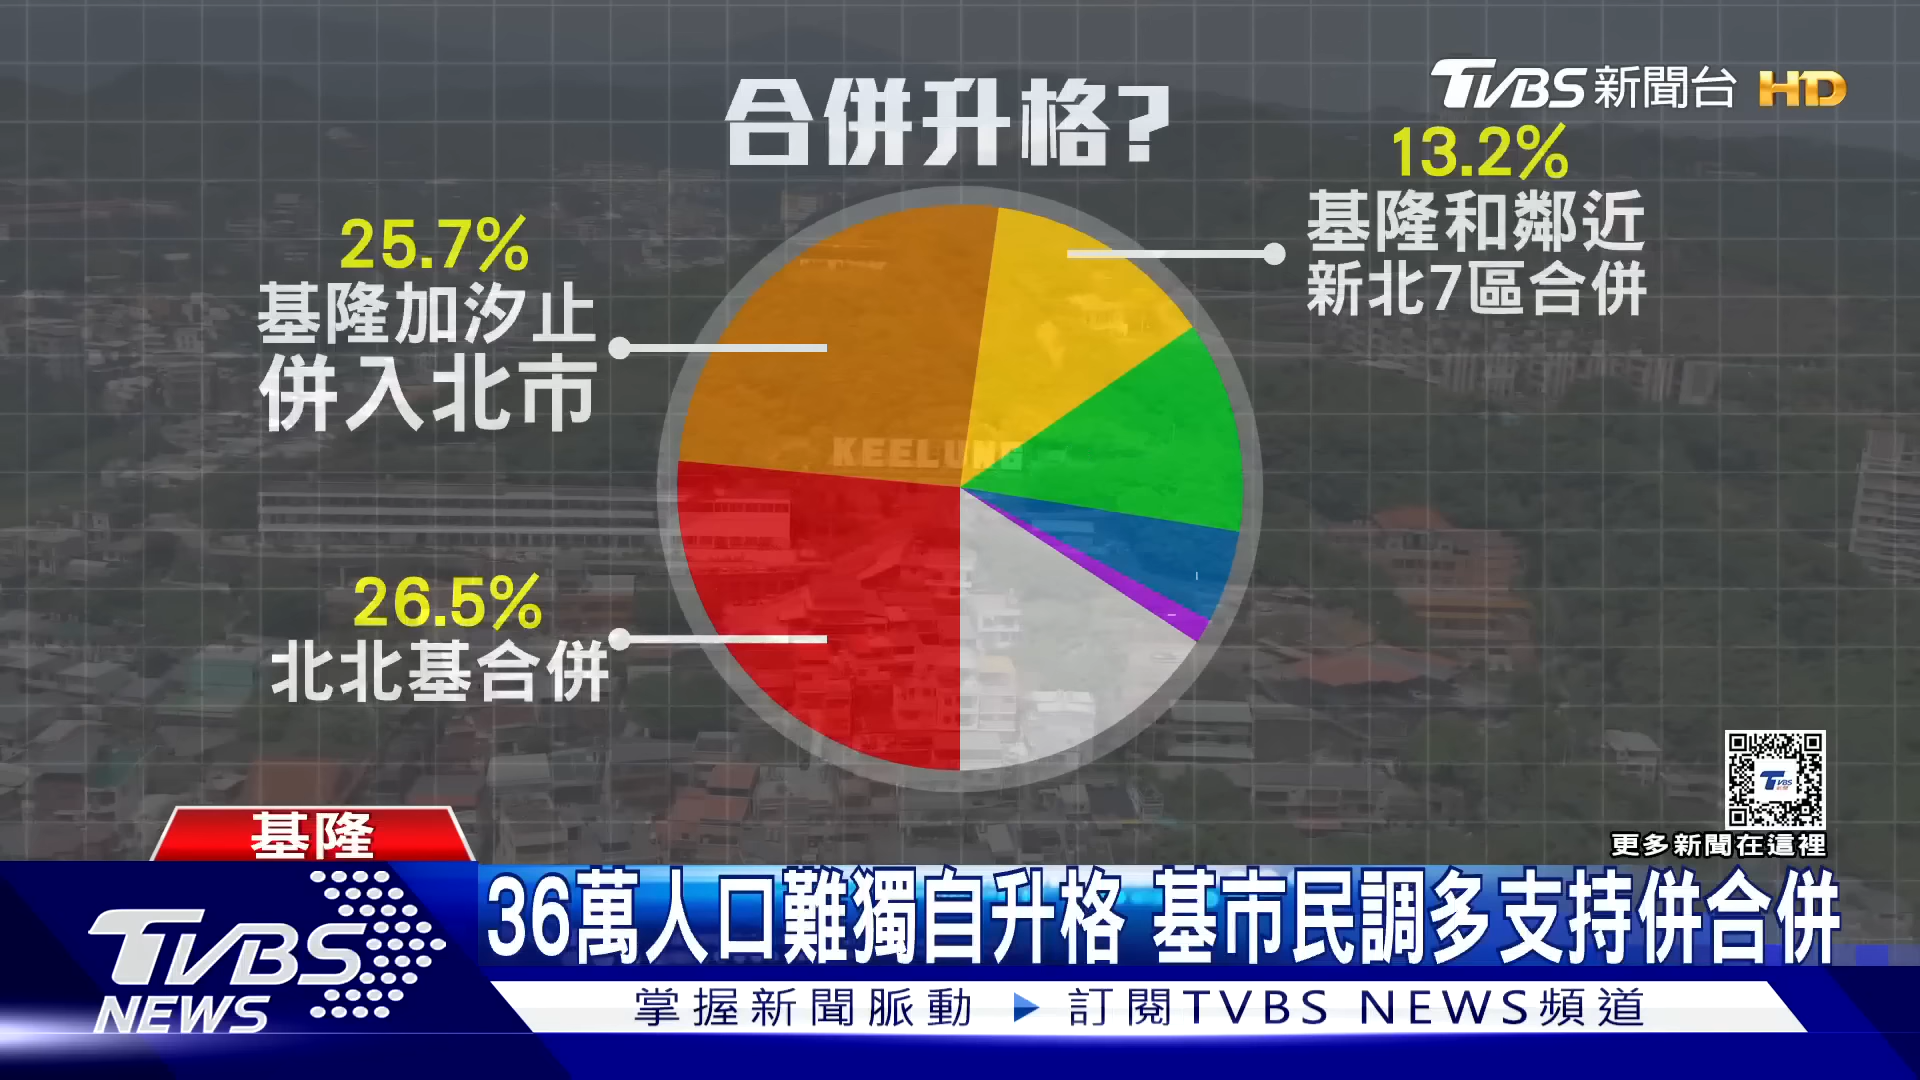 合併升格?
TVBS新聞台 HD
25.7%
基隆加汐止
併入北市
13.2%
基隆和鄰近
新北7區合併
KEELUNG
26.5%
北北基合併
TVBS
新聞
更多新聞在這裡
基隆
36萬人口難獨自升格 基市民調多支持併合併
TVBS
NEWS
掌握新聞脈動 訂閱TVBS NEWS頻道